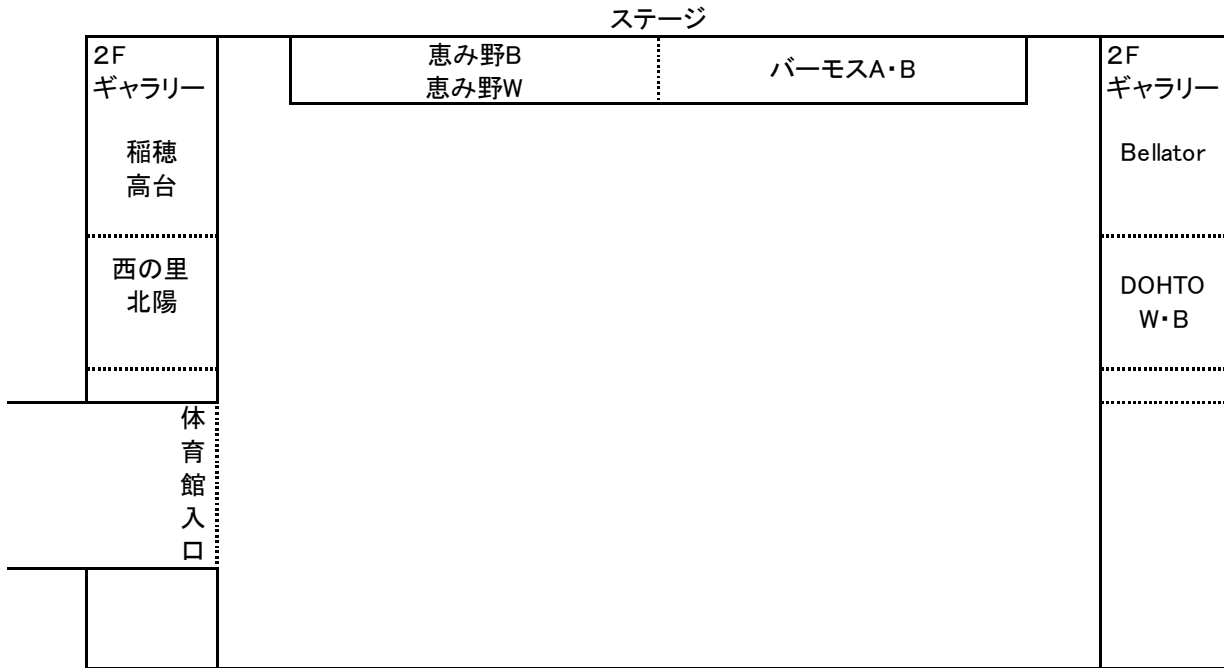 ステージ
2F
ギャラリー
稲穂
高台
西の里
北陽
体育館入口
恵み野B
恵み野W
バーモスA・B
2F
ギャラリー
Bellator
DOHTO
W・B